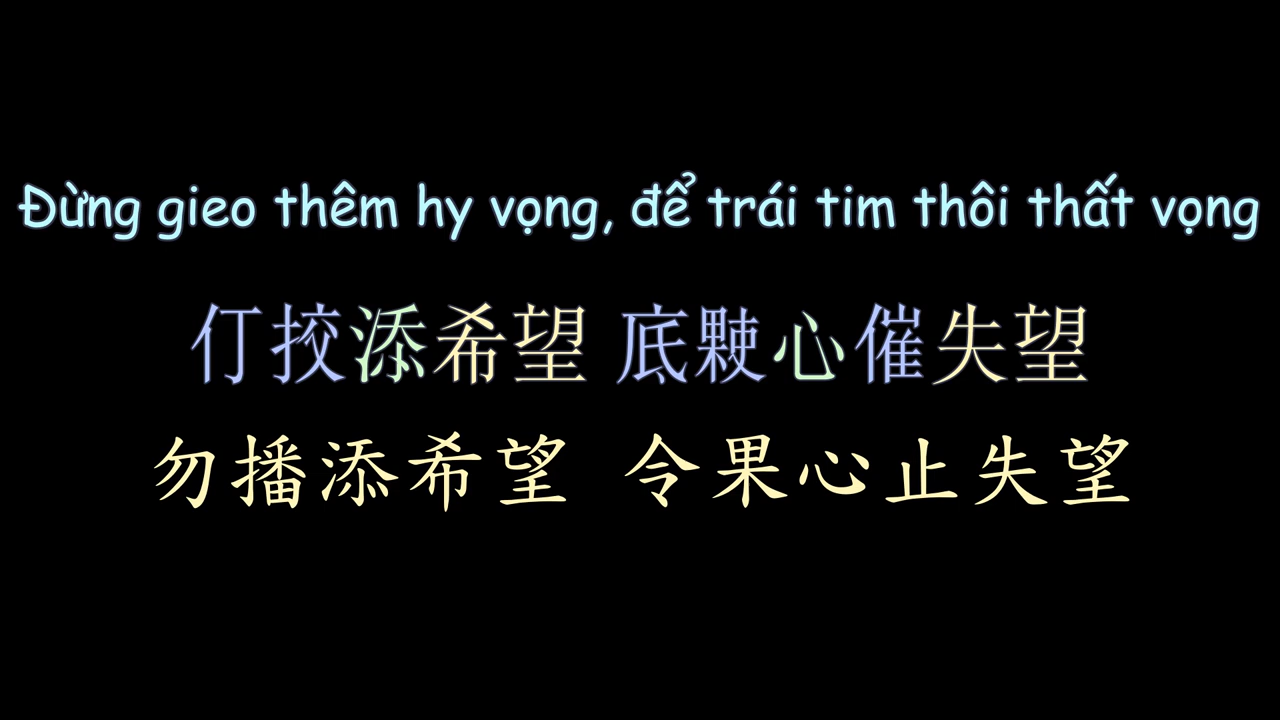 Đừng gieo thêm hy vọng, để trái tim thôi thất vọng
仃挍添希望 底𢁑心催失望
勿播添希望 令果心止失望